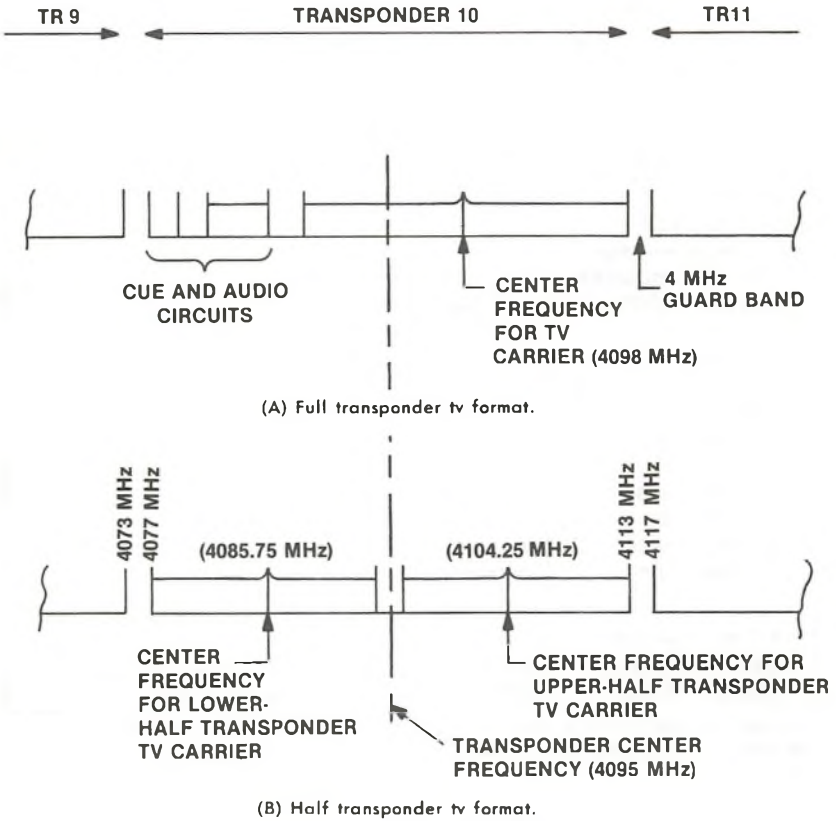 TR 9
TRANSPONDER 10
TR11
CUE AND AUDIO
CIRCUITS
CENTER
FREQUENCY
FOR TV
CARRIER (4098 MHz)
4 MHz
GUARD BAND
(A) Full transponder tv format.
4073 MHz
4077 MHz
(4085.75 MHz)
(4104.25 MHz)
4113 MHz
4117 MHz
CENTER
FREQUENCY
FOR LOWER-
HALF TRANSPONDER
TV CARRIER
CENTER FREQUENCY FOR
UPPER-HALF TRANSPONDER
TV CARRIER
TRANSPONDER CENTER
FREQUENCY (4095 MHz)
(B) Half transponder tv format.